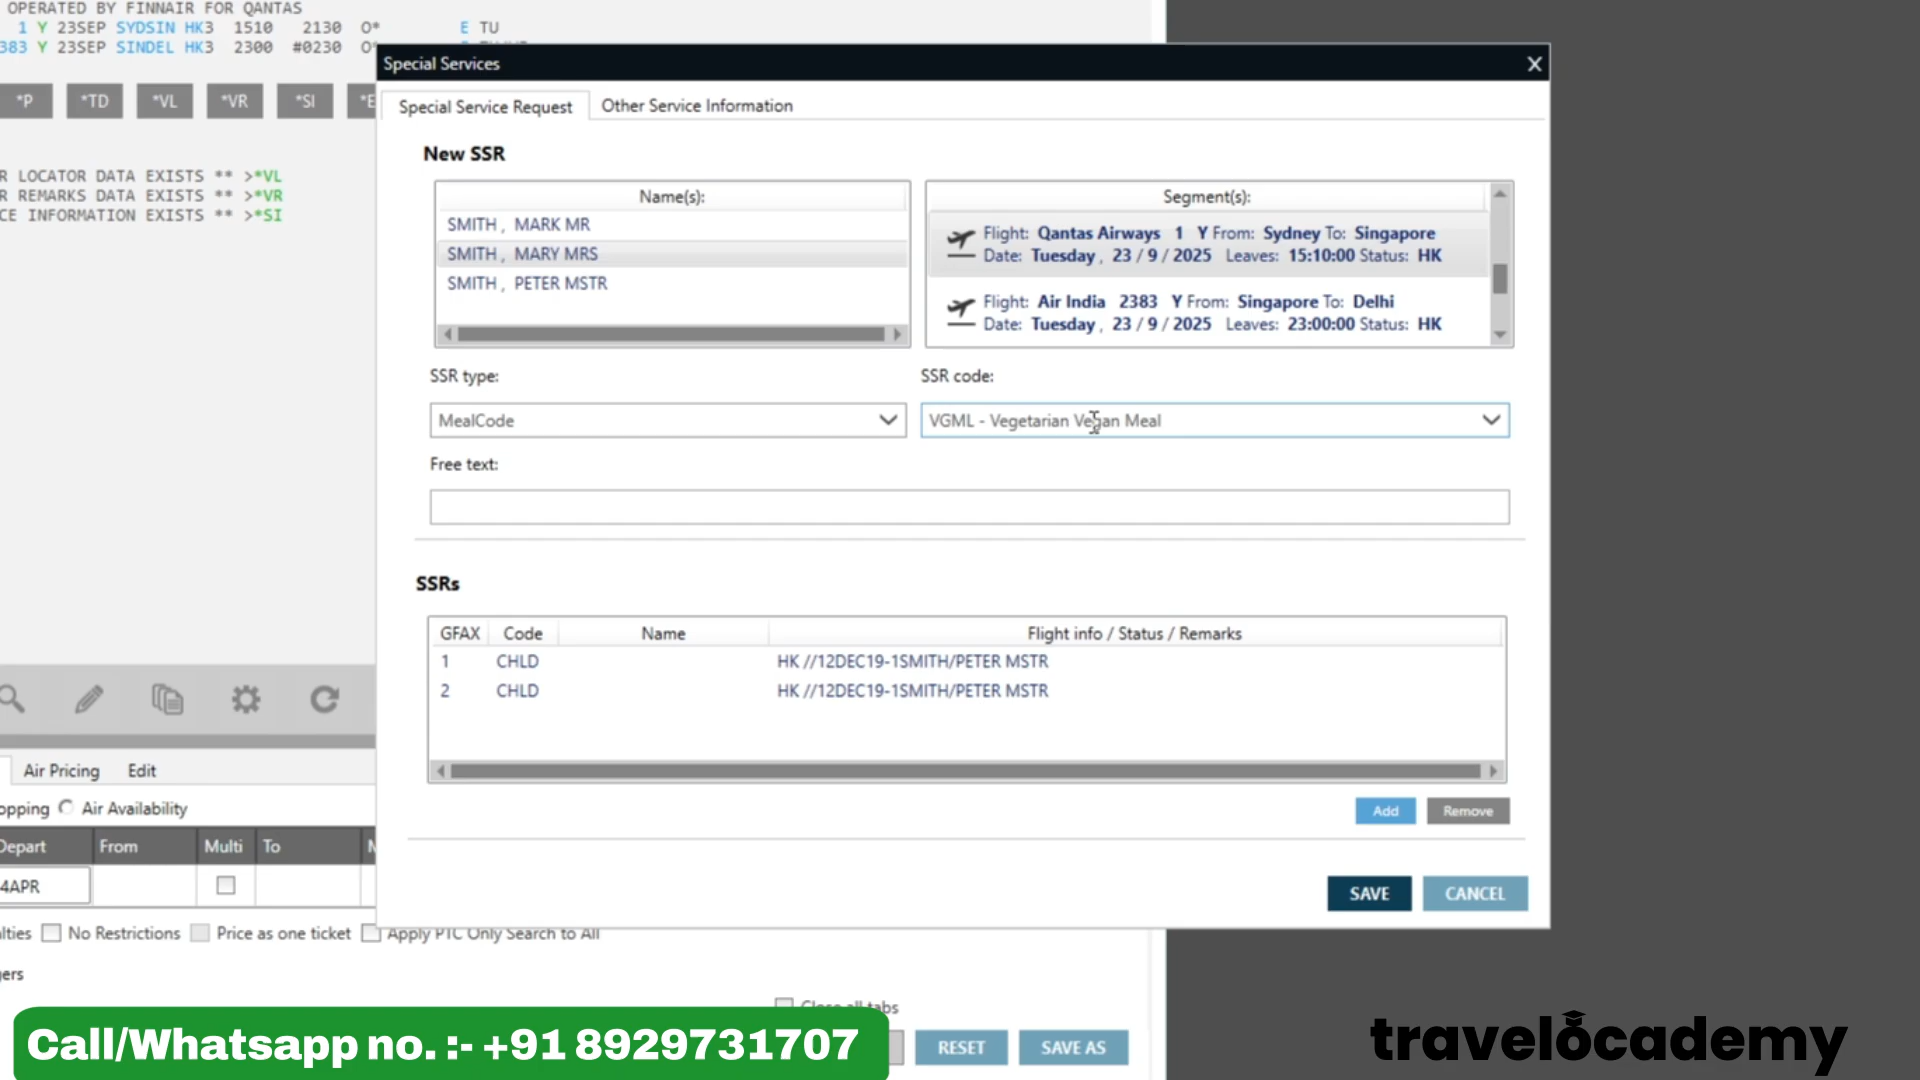 OPERATED BY FINNAIR FOR QANTAS
1 Y 23SEP SYDSIN HK3 1510 2130 O* E TU
383 Y 23SEP SINDEL HK3 2300 #0230 O*
*P *TD *VL *VR *SI *E
R LOCATOR DATA EXISTS ** >*VL
R REMARKS DATA EXISTS ** >*VR
CE INFORMATION EXISTS ** >*SI
Special Services
Special Service Request Other Service Information
New SSR
Name(s):
SMITH , MARK MR
SMITH , MARY MRS
SMITH , PETER MSTR
Segment(s):
Flight: Qantas Airways 1 Y From: Sydney To: Singapore
Date: Tuesday , 23 / 9 / 2025 Leaves: 15:10:00 Status: HK
Flight: Air India 2383 Y From: Singapore To: Delhi
Date: Tuesday , 23 / 9 / 2025 Leaves: 23:00:00 Status: HK
SSR type: SSR code:
MealCode VGML - Vegetarian Vegan Meal
Free text:
SSRs
GFAX Code Name Flight info / Status / Remarks
1 CHLD HK //12DEC19-1SMITH/PETER MSTR
2 CHLD HK //12DEC19-1SMITH/PETER MSTR
Add Remove
SAVE CANCEL
Air Pricing Edit
opping Air Availability
Depart From Multi To
4APR
lties No Restrictions Price as one ticket Apply PTC Only Search to All
gers
Close all tabs
RESET SAVE AS
Call/Whatsapp no. :- +91 8929731707
travelocademy